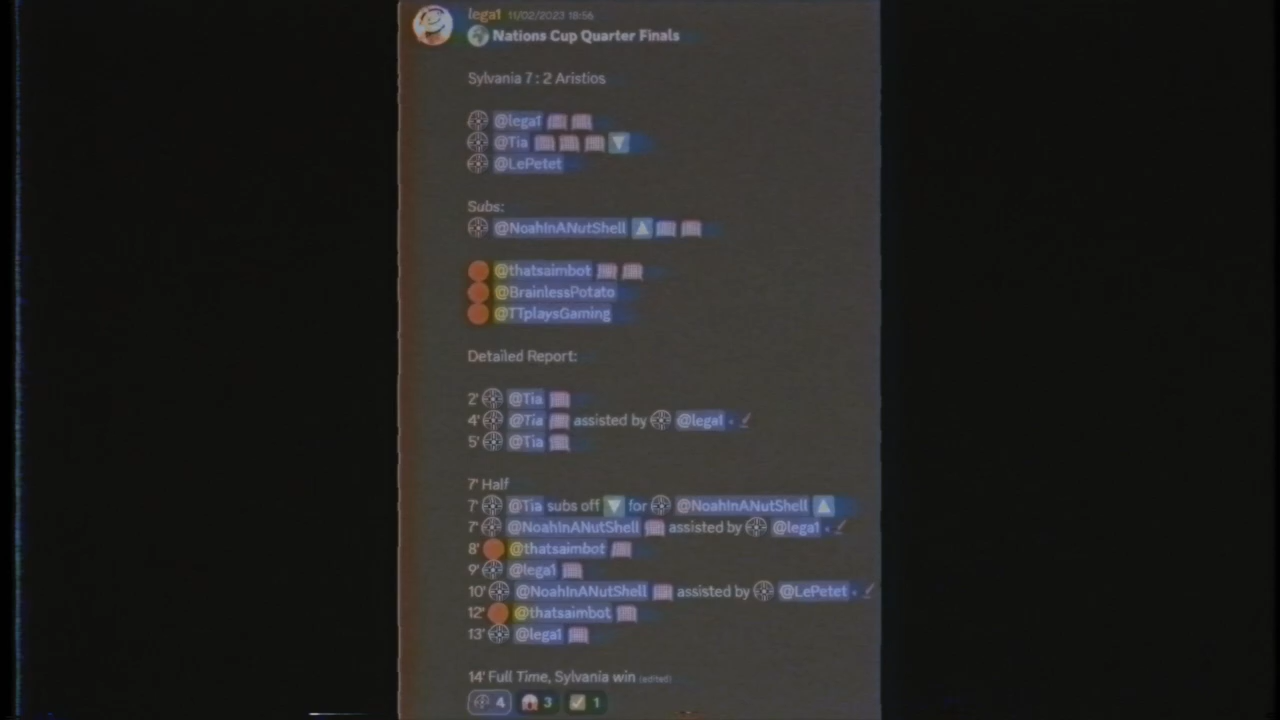 lega1 11/02/2023 18:56
Nations Cup Quarter Finals
Sylvania 7 : 2 Aristios
@lega1
@Tia
@LePetet
Subs:
@NoahInANutShell
@thatsaimbot
@BrainlessPotato
@TTplaysGaming
Detailed Report:
2' @Tia
4' @Tia assisted by @lega1
5' @Tia
7' Half
7' @Tia subs off for @NoahInANutShell
7' @NoahInANutShell assisted by @lega1
8' @thatsaimbot
9' @lega1
10' @NoahInANutShell assisted by @LePetet
12' @thatsaimbot
13' @lega1
14' Full Time, Sylvania win (edited)
4 3 1